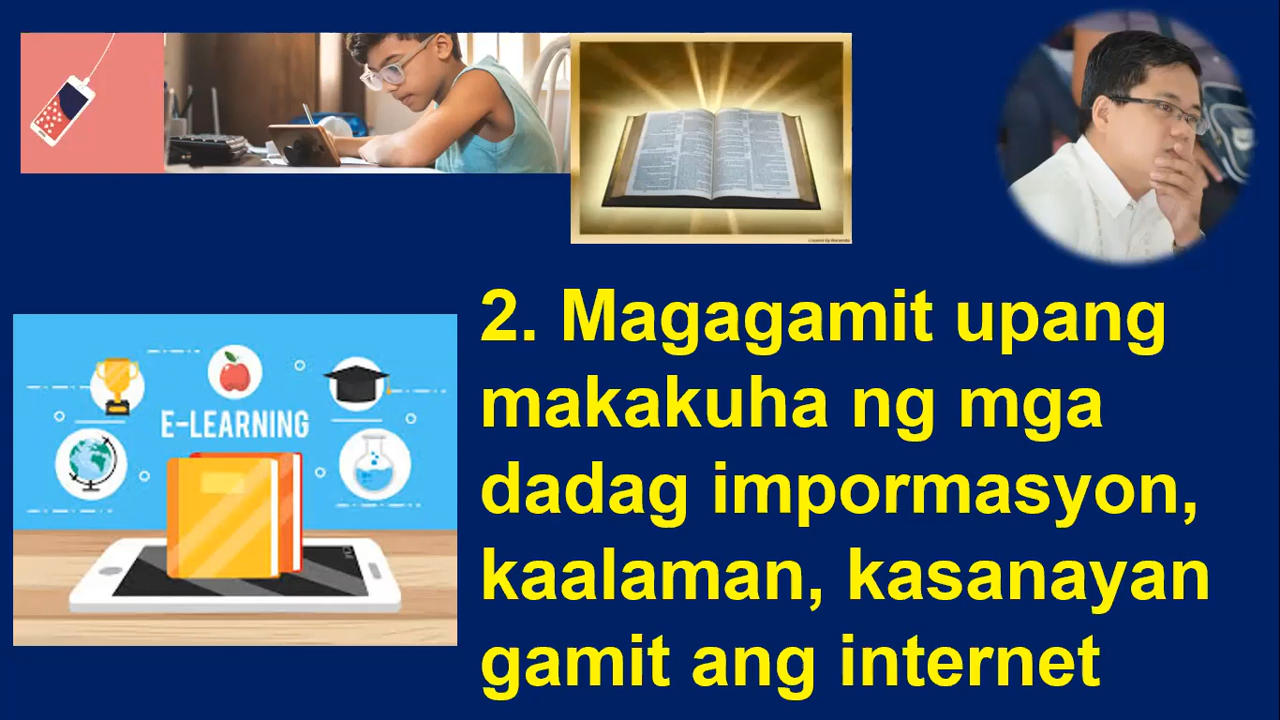 E-LEARNING
2. Magagamit upang
makakuha ng mga
dadag impormasyon,
kaalaman, kasanayan
gamit ang internet